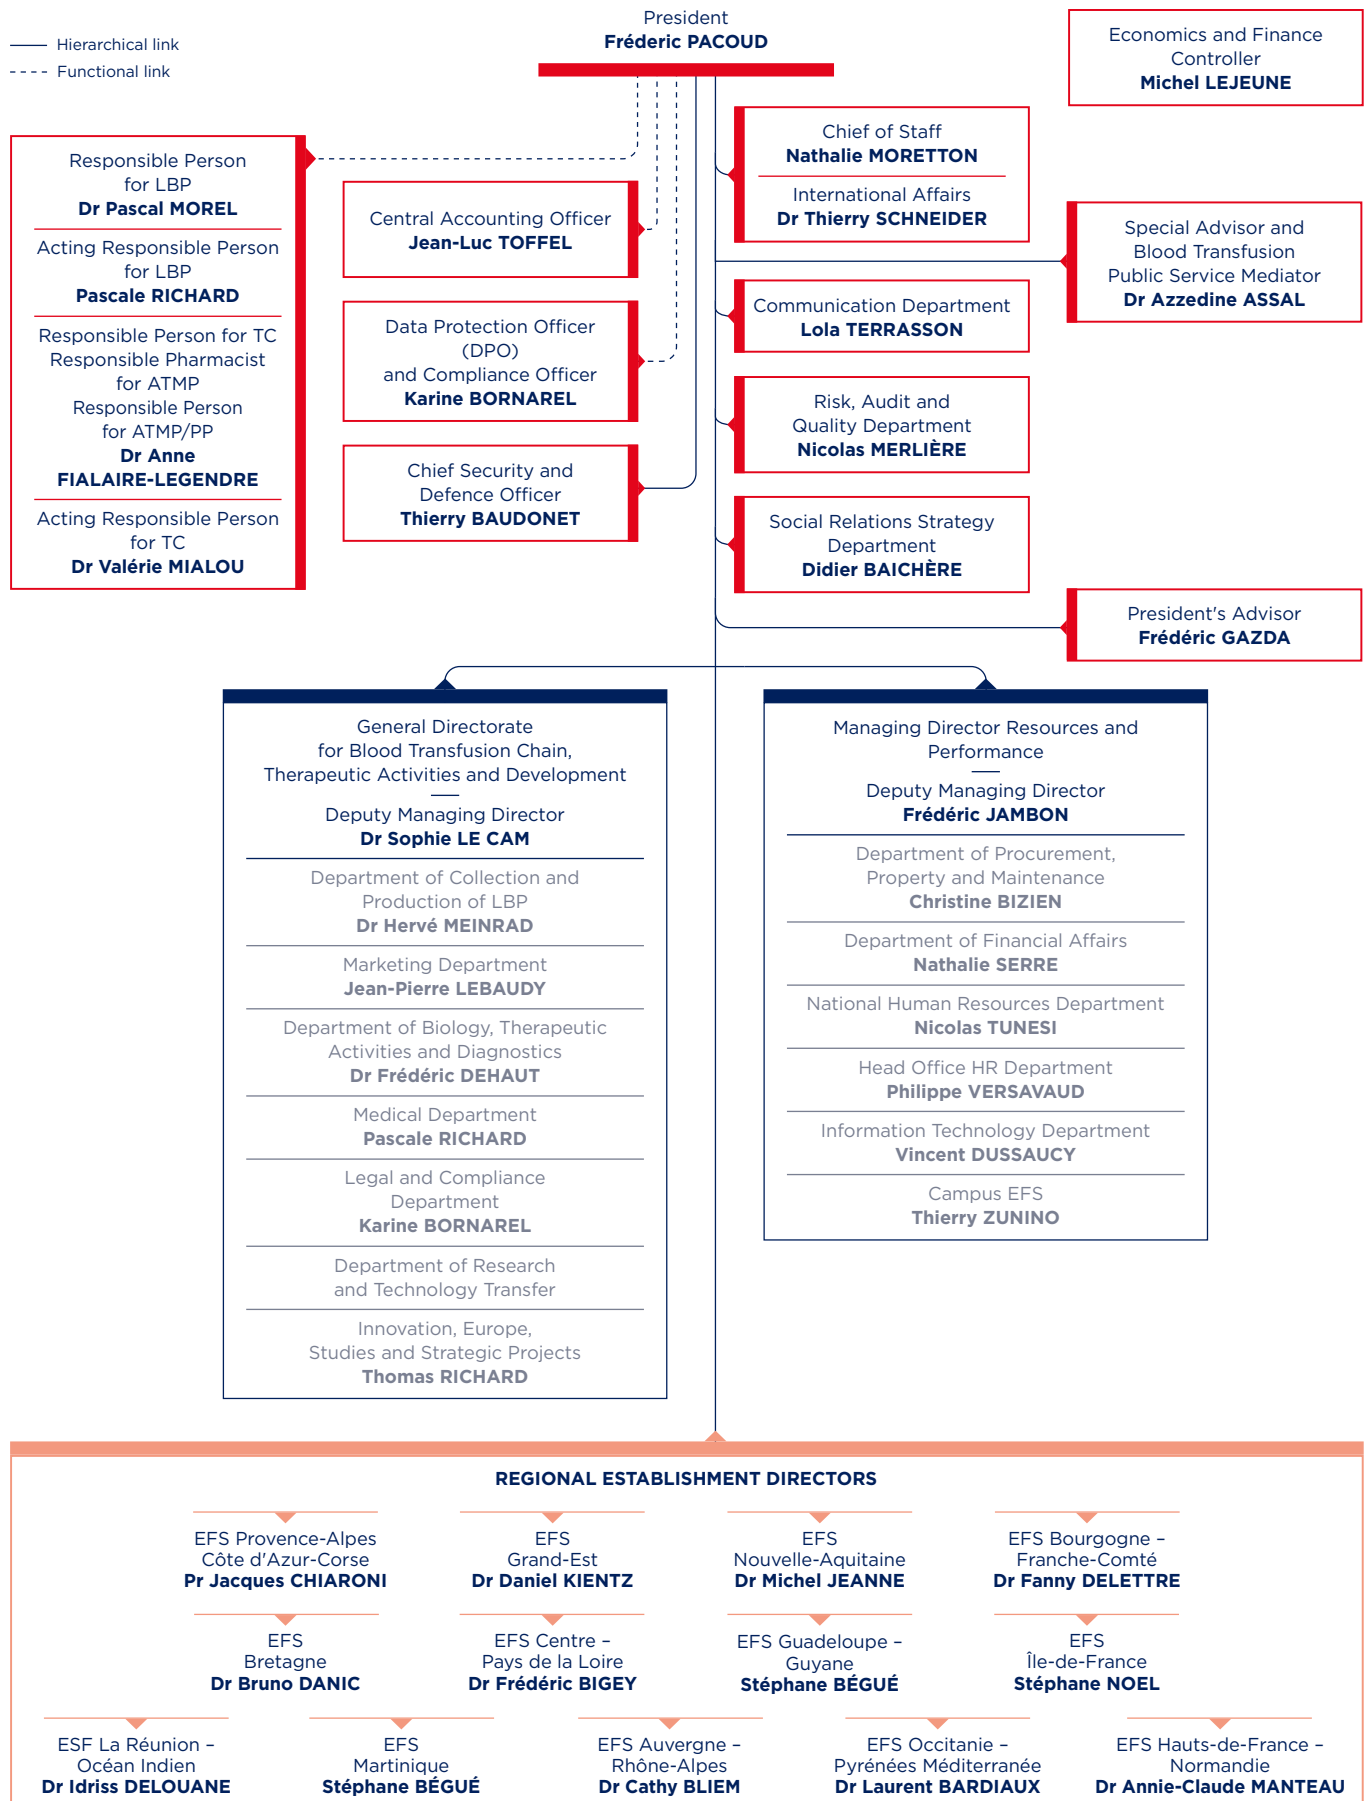 President
Fréderic PACOUD
Hierarchical link
Functional link
Economics and Finance
Controller
Michel LEJEUNE
Responsible Person
for LBP
Dr Pascal MOREL
Acting Responsible Person
for LBP
Pascale RICHARD
Responsible Person for TC
Responsible Pharmacist
for ATMP
Responsible Person
for ATMP/PP
Dr Anne
FIALAIRE-LEGENDRE
Acting Responsible Person
for TC
Dr Valérie MIALOU
Central Accounting Officer
Jean-Luc TOFFEL
Data Protection Officer
(DPO)
and Compliance Officer
Karine BORNAREL
Chief Security and
Defence Officer
Thierry BAUDONET
Chief of Staff
Nathalie MORETTON
International Affairs
Dr Thierry SCHNEIDER
Communication Department
Lola TERRASSON
Risk, Audit and
Quality Department
Nicolas MERLIÈRE
Social Relations Strategy
Department
Didier BAICHÈRE
Special Advisor and
Blood Transfusion
Public Service Mediator
Dr Azzedine ASSAL
President's Advisor
Frédéric GAZDA
General Directorate
for Blood Transfusion Chain,
Therapeutic Activities and Development
Deputy Managing Director
Dr Sophie LE CAM
Department of Collection and
Production of LBP
Dr Hervé MEINRAD
Marketing Department
Jean-Pierre LEBAUDY
Department of Biology, Therapeutic
Activities and Diagnostics
Dr Frédéric DEHAUT
Medical Department
Pascale RICHARD
Legal and Compliance
Department
Karine BORNAREL
Department of Research
and Technology Transfer
Innovation, Europe,
Studies and Strategic Projects
Thomas RICHARD
Managing Director Resources and
Performance
Deputy Managing Director
Frédéric JAMBON
Department of Procurement,
Property and Maintenance
Christine BIZIEN
Department of Financial Affairs
Nathalie SERRE
National Human Resources Department
Nicolas TUNESI
Head Office HR Department
Philippe VERSAVAUD
Information Technology Department
Vincent DUSSAUCY
Campus EFS
Thierry ZUNINO
REGIONAL ESTABLISHMENT DIRECTORS
EFS Provence-Alpes
Côte d'Azur-Corse
Pr Jacques CHIARONI
EFS
Grand-Est
Dr Daniel KIENTZ
EFS
Nouvelle-Aquitaine
Dr Michel JEANNE
EFS Bourgogne –
Franche-Comté
Dr Fanny DELETTRE
EFS
Bretagne
Dr Bruno DANIC
EFS Centre –
Pays de la Loire
Dr Frédéric BIGEY
EFS Guadeloupe –
Guyane
Stéphane BÉGUÉ
EFS
Île-de-France
Stéphane NOEL
ESF La Réunion –
Océan Indien
Dr Idriss DELOUANE
EFS
Martinique
Stéphane BÉGUÉ
EFS Auvergne –
Rhône-Alpes
Dr Cathy BLIEM
EFS Occitanie –
Pyrénées Méditerranée
Dr Laurent BARDIAUX
EFS Hauts-de-France –
Normandie
Dr Annie-Claude MANTEAU